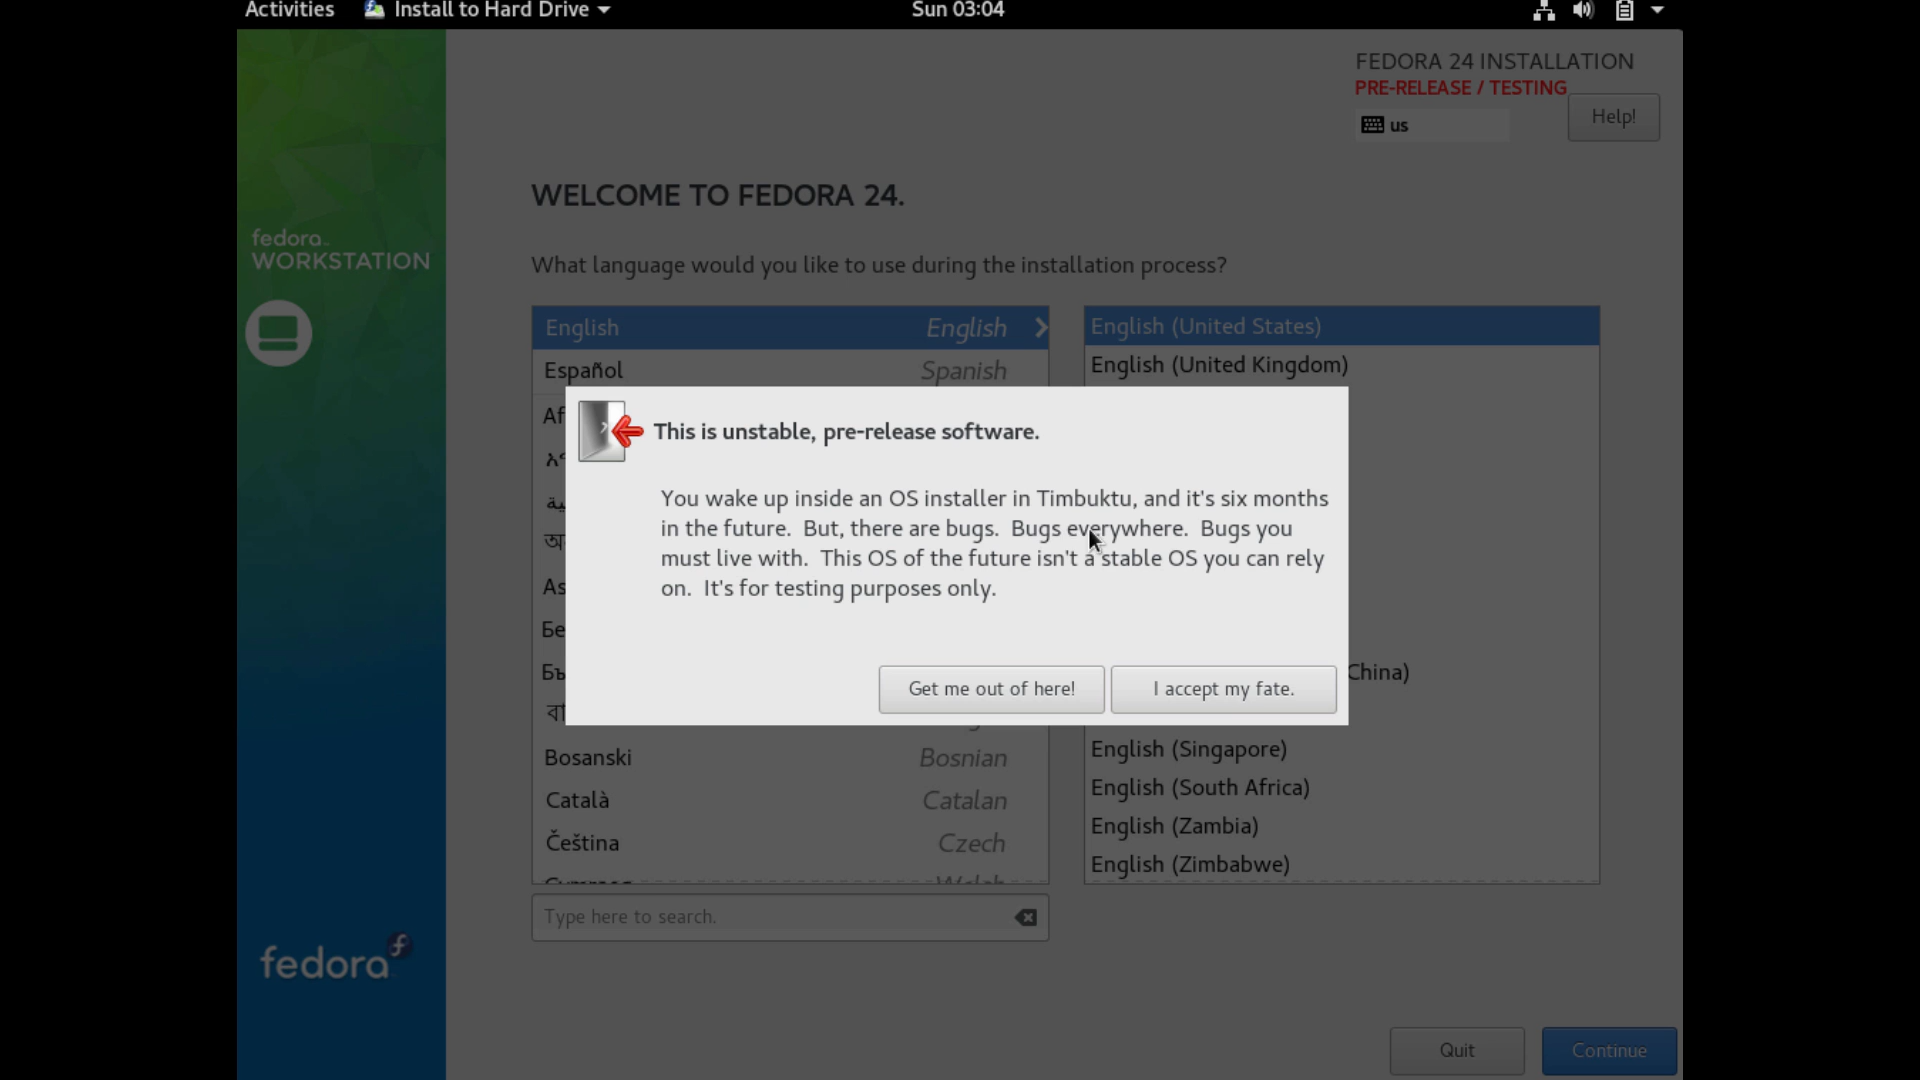 Activities Install to Hard Drive Sun 03:04
FEDORA 24 INSTALLATION
PRE-RELEASE / TESTING
us
Help!
fedora
WORKSTATION
WELCOME TO FEDORA 24.
What language would you like to use during the installation process?
English English
Español Spanish
Af
As
Бе
Бъ
Bosanski Bosnian
Català Catalan
Čeština Czech
English (United States)
English (United Kingdom)
China)
English (Singapore)
English (South Africa)
English (Zambia)
English (Zimbabwe)
This is unstable, pre-release software.
You wake up inside an OS installer in Timbuktu, and it's six months
in the future.  But, there are bugs.  Bugs everywhere.  Bugs you
must live with.  This OS of the future isn't a stable OS you can rely
on.  It's for testing purposes only.
Get me out of here! I accept my fate.
Type here to search.
fedora
Quit Continue